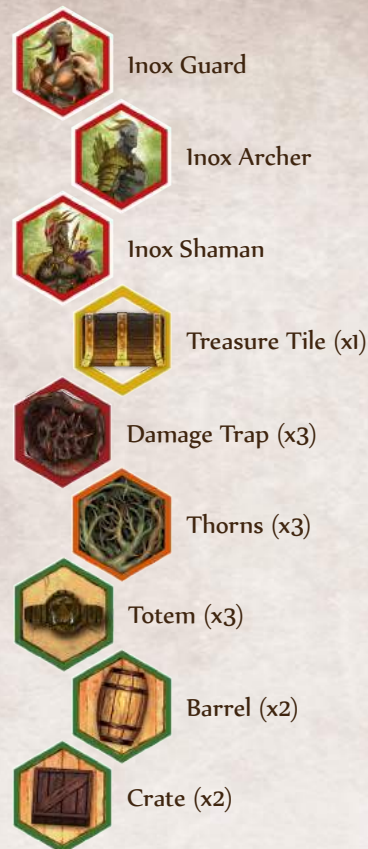 Inox Guard
Inox Archer
Inox Shaman
Treasure Tile (x1)
Damage Trap (x3)
Thorns (x3)
Totem (x3)
Barrel (x2)
Crate (x2)